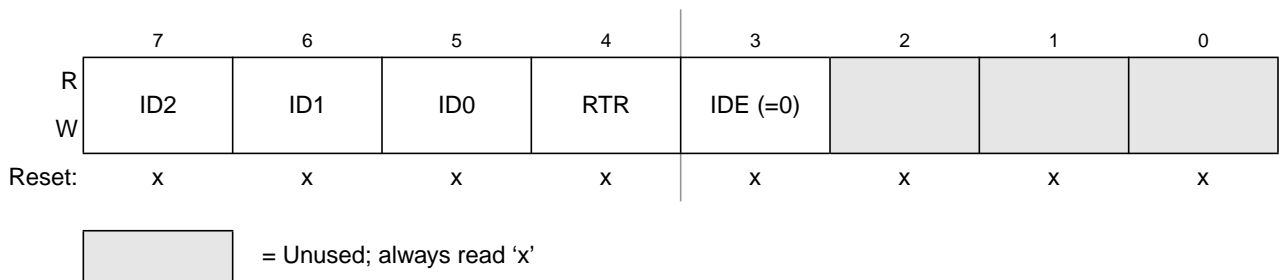 7 6 5 4 3 2 1 0
R
ID2 ID1 ID0 RTR IDE (=0)
W
Reset: x x x x x x x x
= Unused; always read ‘x’